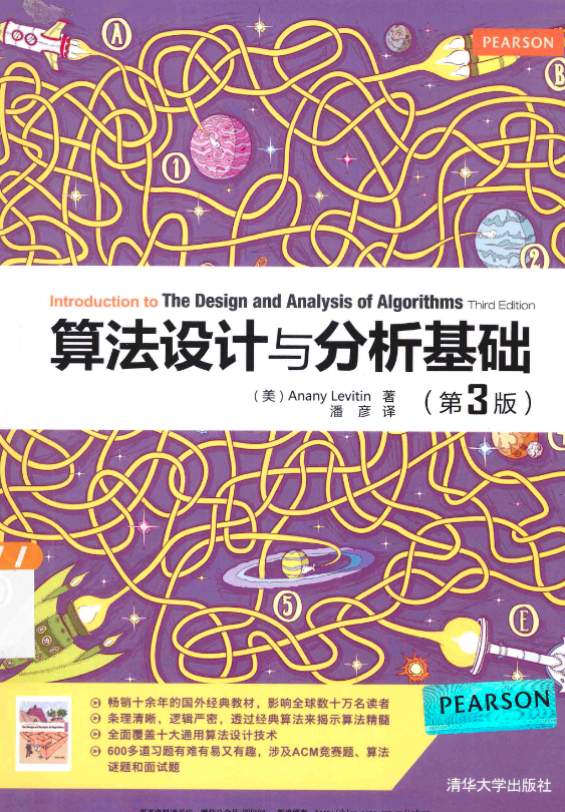 A
PEARSON
B
1
2
Introduction to The Design and Analysis of Algorithms Third Edition
算法设计与分析基础
（美）Anany Levitin 著
潘彦 译
（第3版）
5
E
PEARSON
畅销十余年的国外经典教材，影响全球数十万名读者
条理清晰，逻辑严密，透过经典算法来揭示算法精髓
全面覆盖十大通用算法设计技术
600多道习题有难有易又有趣，涉及ACM竞赛题、算法
谜题和面试题
清华大学出版社